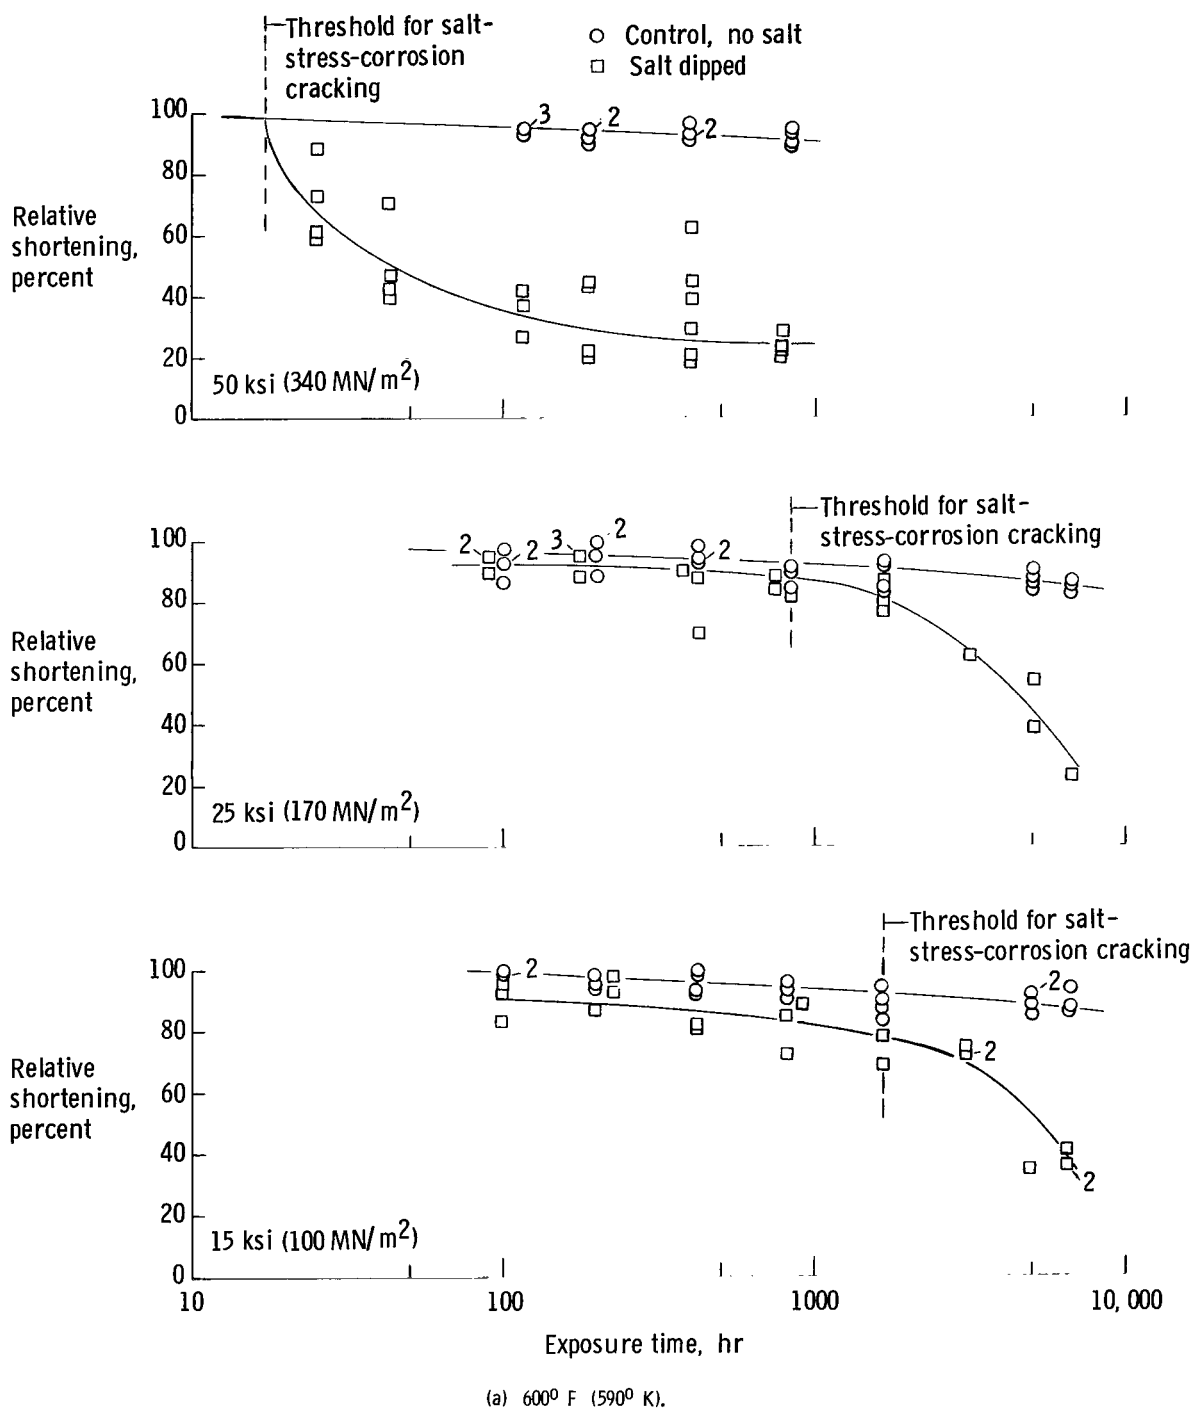 Threshold for salt-
stress-corrosion
cracking
Control, no salt
Salt dipped
100
80
60
40
20
0
Relative
shortening,
percent
3
2
2
50 ksi (340 MN/m²)
Threshold for salt-
stress-corrosion cracking
100
80
60
40
20
0
Relative
shortening,
percent
2
2
3
2
2
25 ksi (170 MN/m²)
Threshold for salt-
stress-corrosion cracking
100
80
60
40
20
0
Relative
shortening,
percent
2
2
2
2
15 ksi (100 MN/m²)
10 100 1000 10,000
Exposure time, hr
(a) 600⁰ F (590⁰ K).